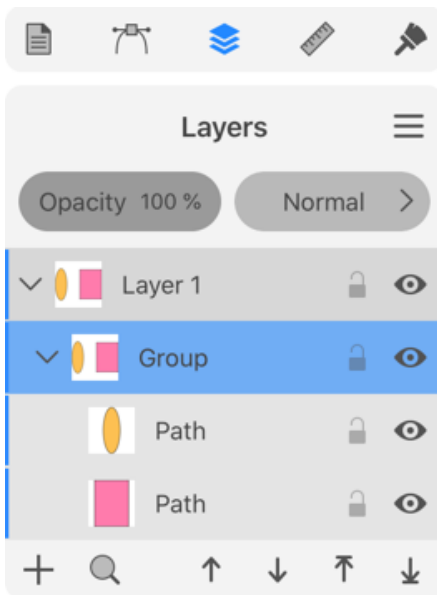 Layers
Opacity 100 %
Normal
Layer 1
Group
Path
Path